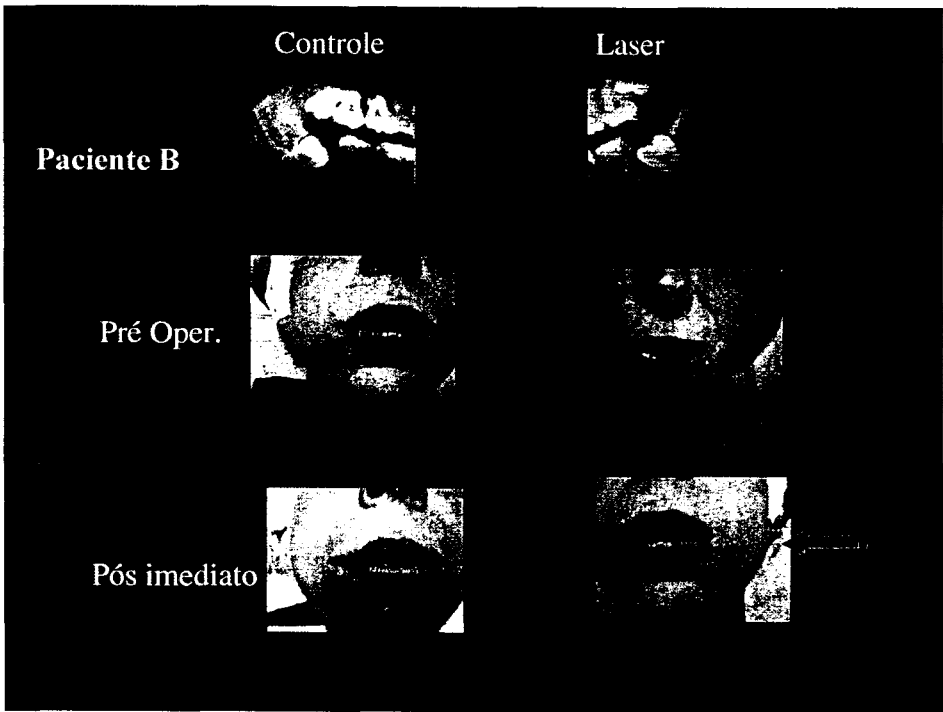 Controle Laser
Paciente B
Pré Oper.
Pós imediato